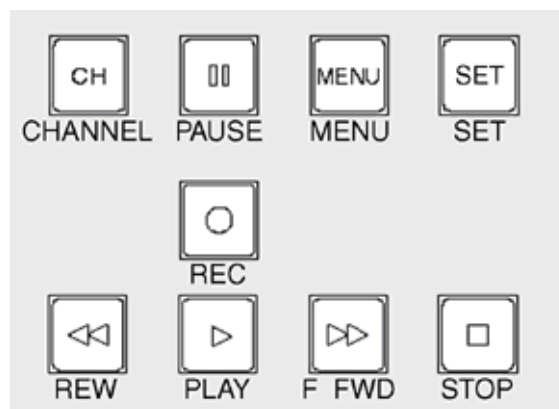 CH MENU SET
CHANNEL PAUSE MENU SET
REC
REW PLAY F FWD STOP